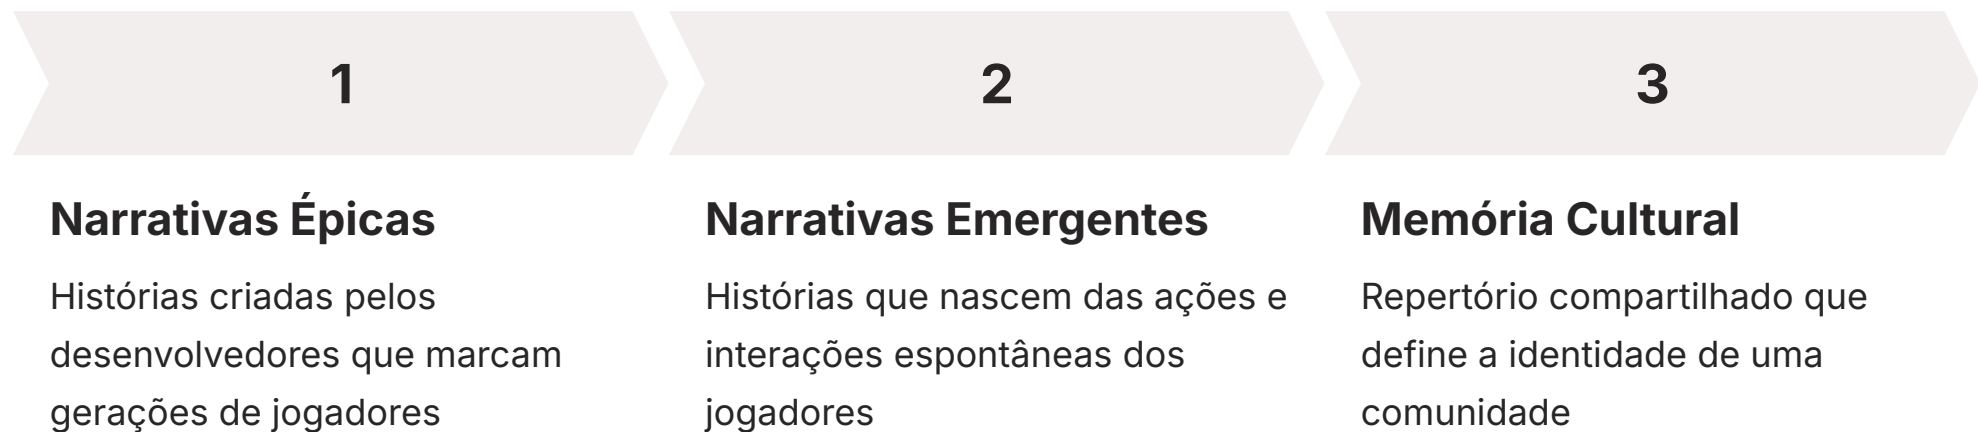 1
Narrativas Épicas
Histórias criadas pelos
desenvolvedores que marcam
gerações de jogadores
2
Narrativas Emergentes
Histórias que nascem das ações e
interações espontâneas dos
jogadores
3
Memória Cultural
Repertório compartilhado que
define a identidade de uma
comunidade